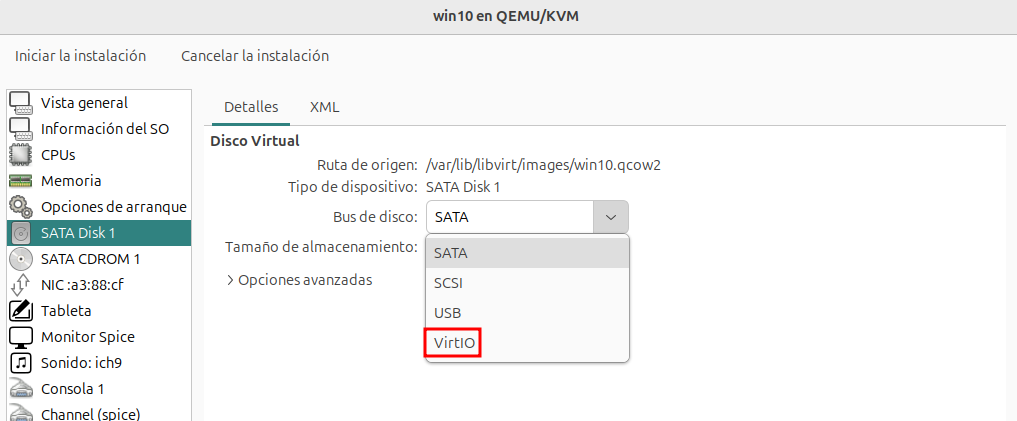 win10 en QEMU/KVM
Iniciar la instalación Cancelar la instalación
Vista general
Información del SO
CPUs
Memoria
Opciones de arranque
SATA Disk 1
SATA CDROM 1
NIC :a3:88:cf
Tableta
Monitor Spice
Sonido: ich9
Consola 1
Channel (spice)
Detalles XML
Disco Virtual
Ruta de origen: /var/lib/libvirt/images/win10.qcow2
Tipo de dispositivo: SATA Disk 1
Bus de disco: SATA
Tamaño de almacenamiento:
Opciones avanzadas
SATA
SCSI
USB
VirtIO